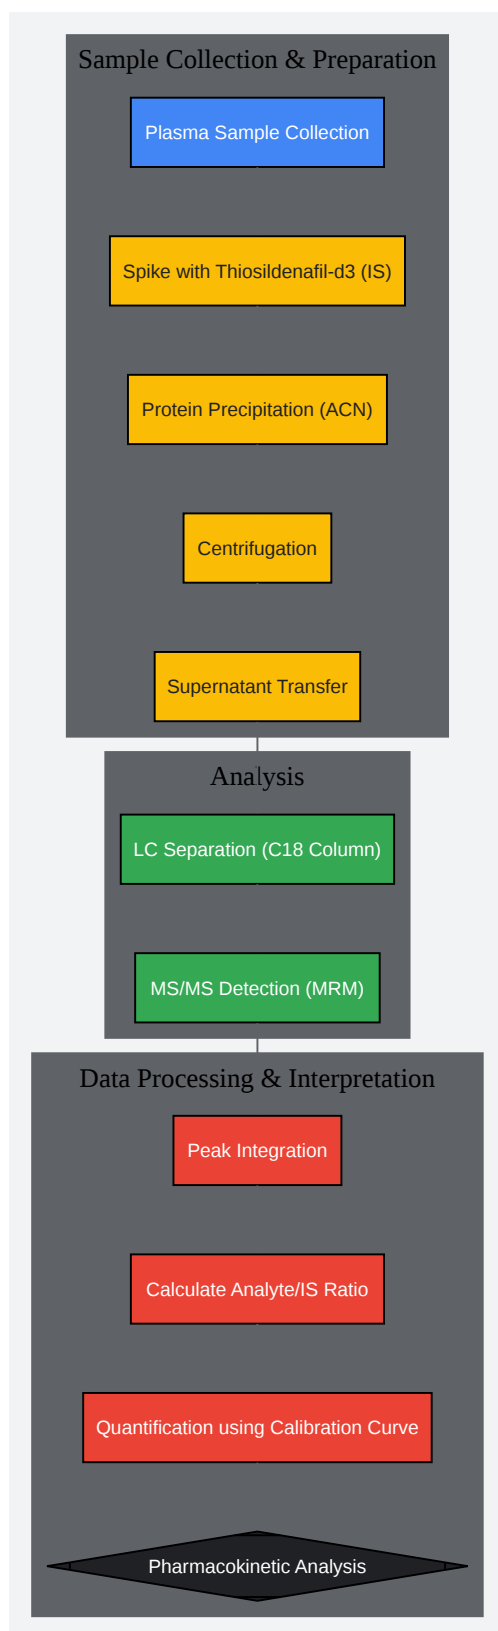 Sample Collection & Preparation
Plasma Sample Collection
Spike with Thiosildenafil-d3 (IS)
Protein Precipitation (ACN)
Centrifugation
Supernatant Transfer
Analysis
LC Separation (C18 Column)
MS/MS Detection (MRM)
Data Processing & Interpretation
Peak Integration
Calculate Analyte/IS Ratio
Quantification using Calibration Curve
Pharmacokinetic Analysis